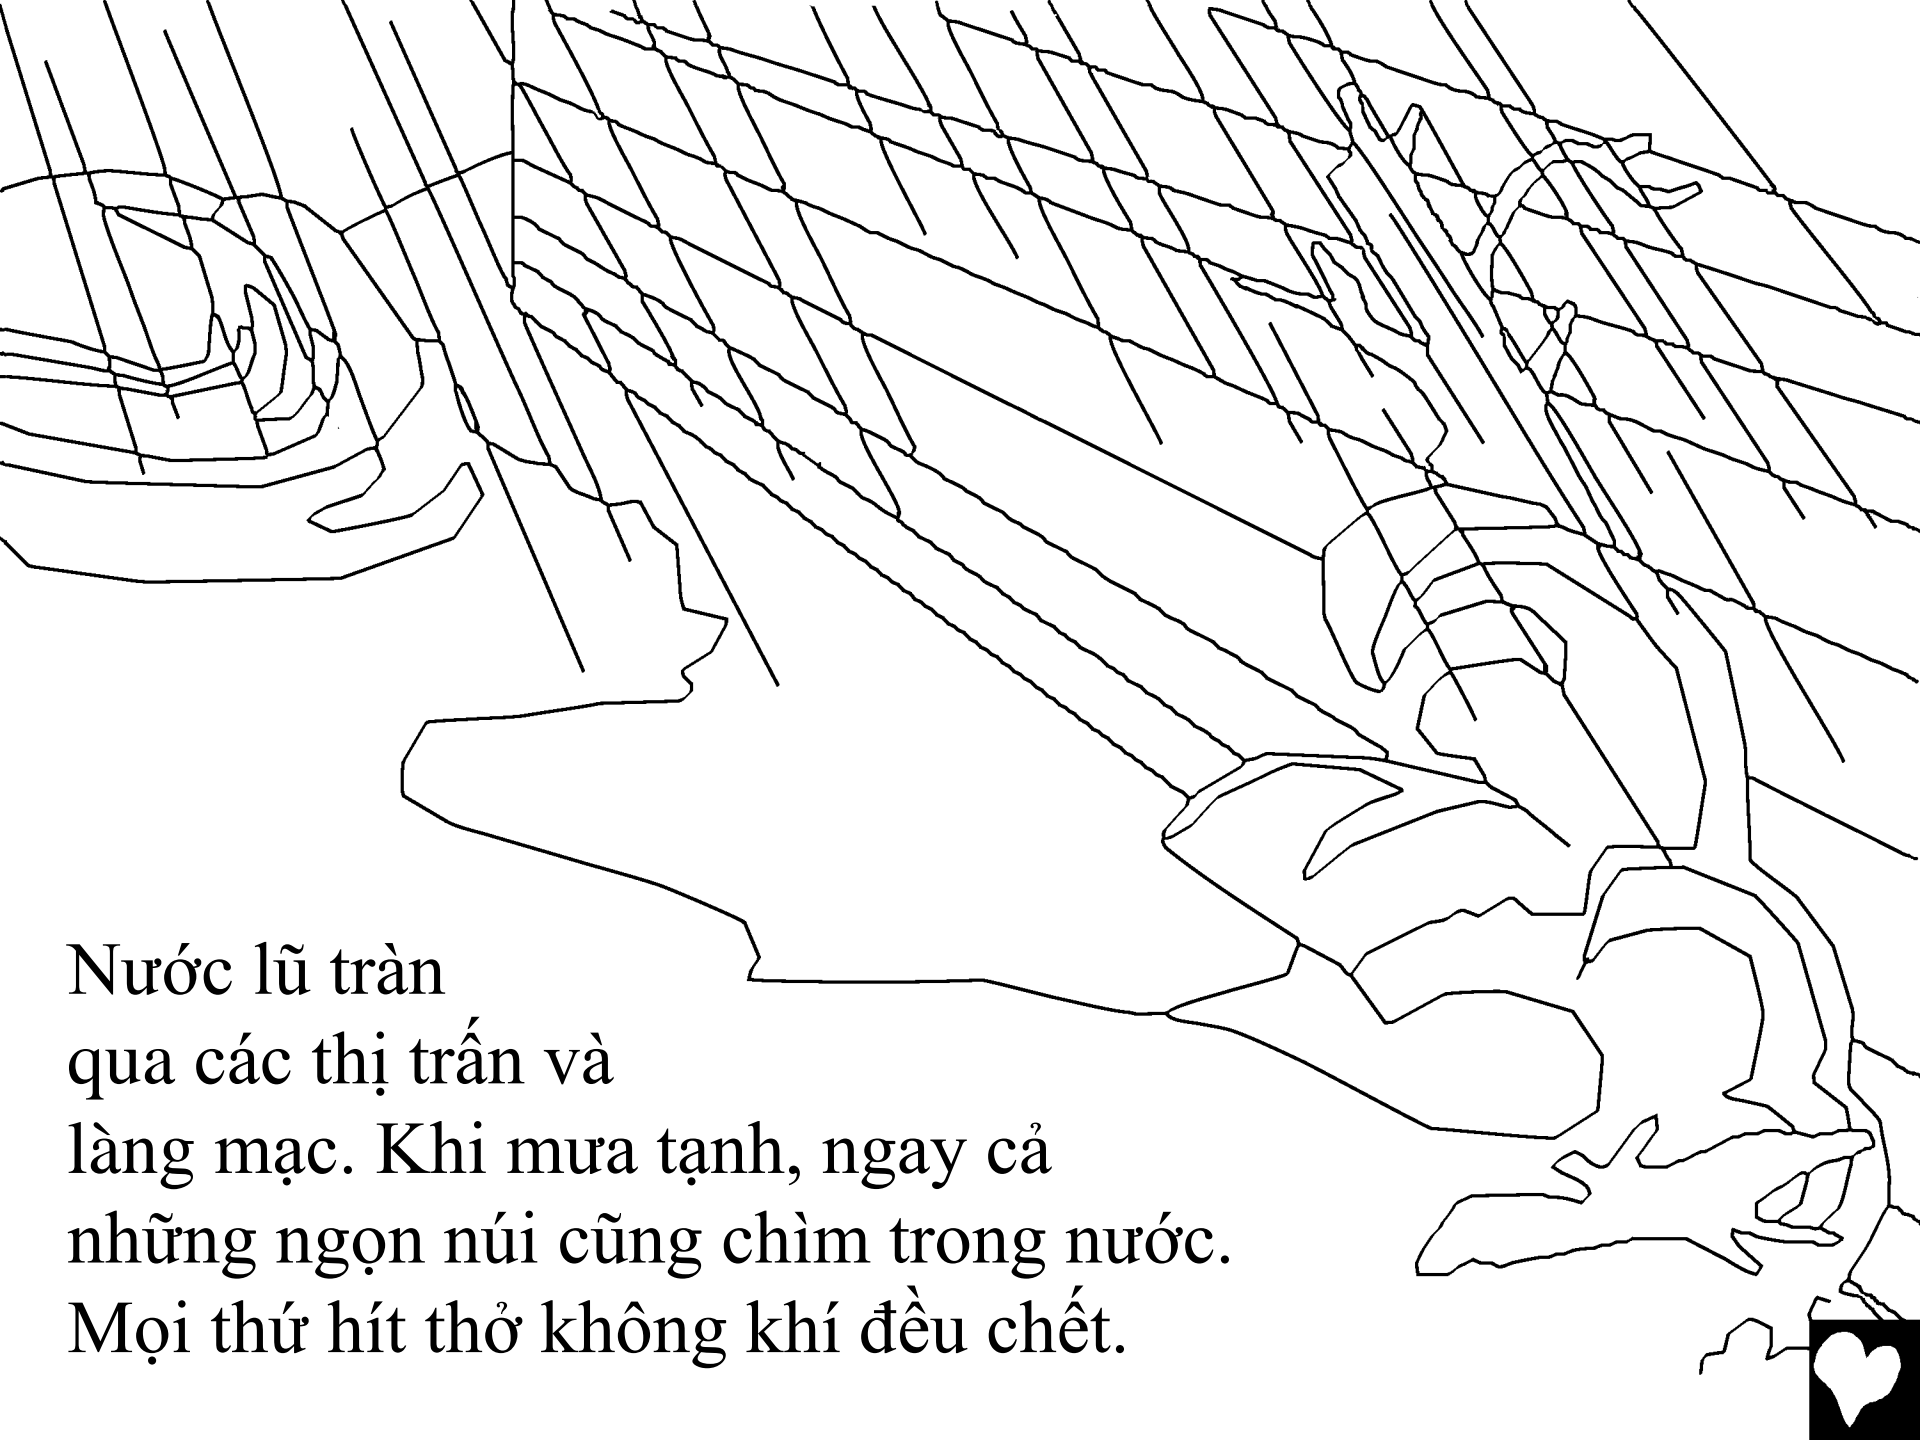 Nước lũ tràn
qua các thị trấn và
làng mạc. Khi mưa tạnh, ngay cả
những ngọn núi cũng chìm trong nước.
Mọi thứ hít thở không khí đều chết.